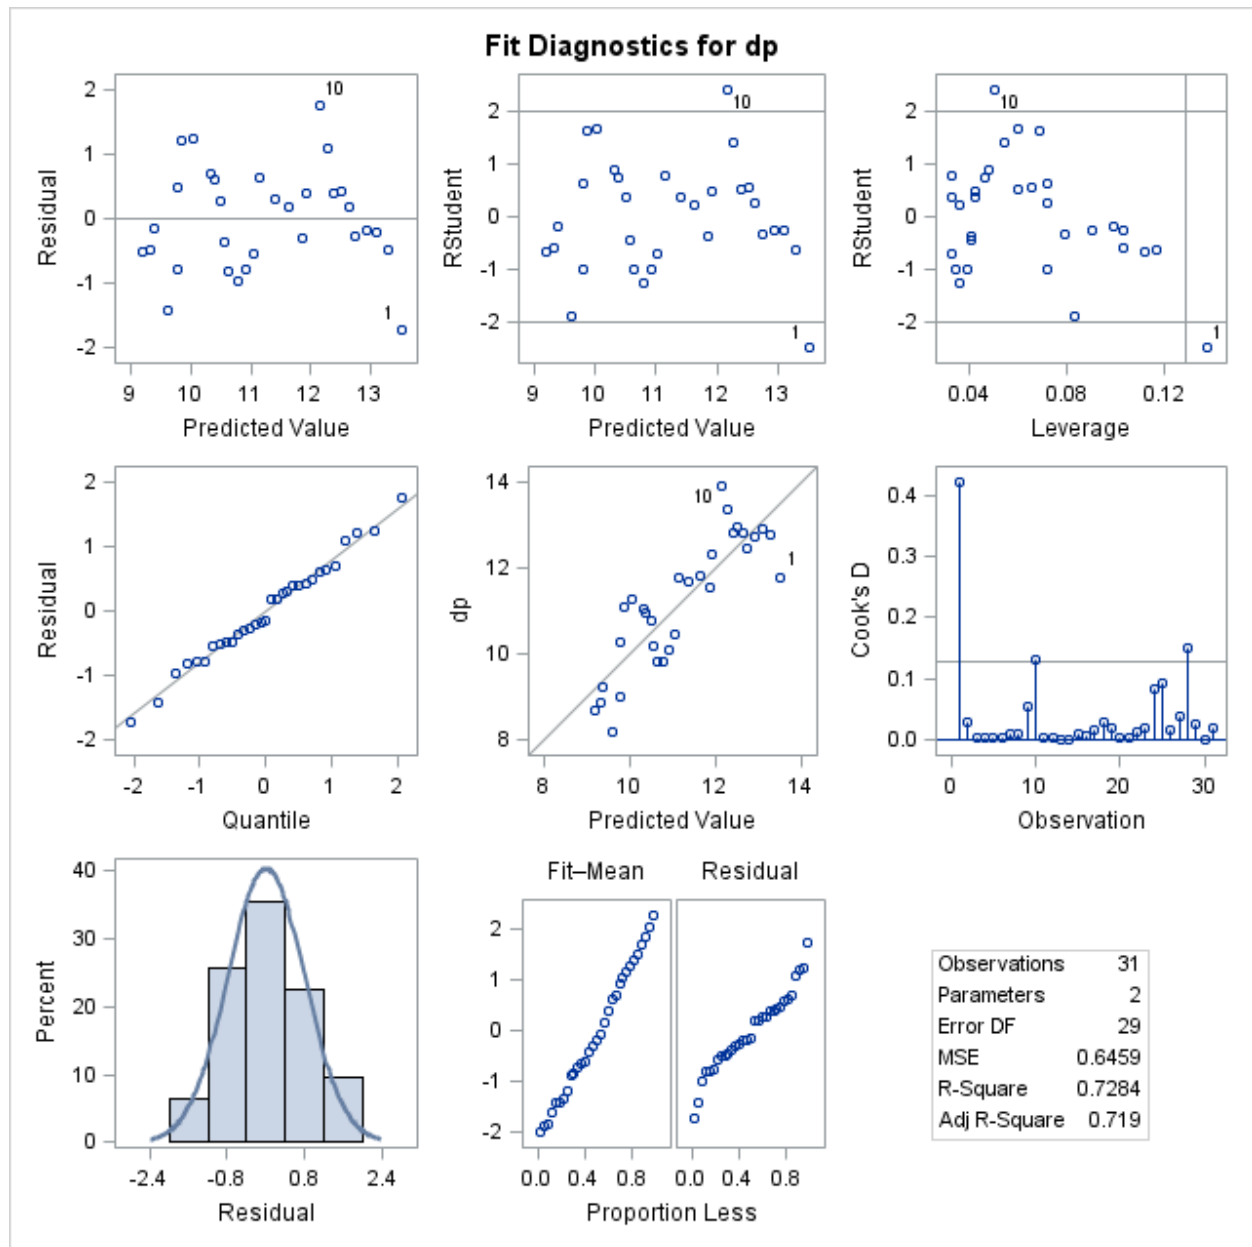 Fit Diagnostics for dp
2
1
0
-1
-2
Residual
10
1
9 10 11 12 13
Predicted Value
2
1
0
-1
-2
RStudent
10
1
9 10 11 12 13
Predicted Value
2
1
0
-1
-2
RStudent
10
1
0.04 0.08 0.12
Leverage
2
1
0
-1
-2
Residual
-2 -1 0 1 2
Quantile
14
12
10
8
dp
10
1
8 10 12 14
Predicted Value
0.4
0.3
0.2
0.1
0.0
Cook's D
0 10 20 30
Observation
40
30
20
10
0
Percent
-2.4 -0.8 0.8 2.4
Residual
Fit–Mean Residual
2
1
0
-1
-2
0.0 0.4 0.8 0.0 0.4 0.8
Proportion Less
Observations 31
Parameters 2
Error DF 29
MSE 0.6459
R-Square 0.7284
Adj R-Square 0.719